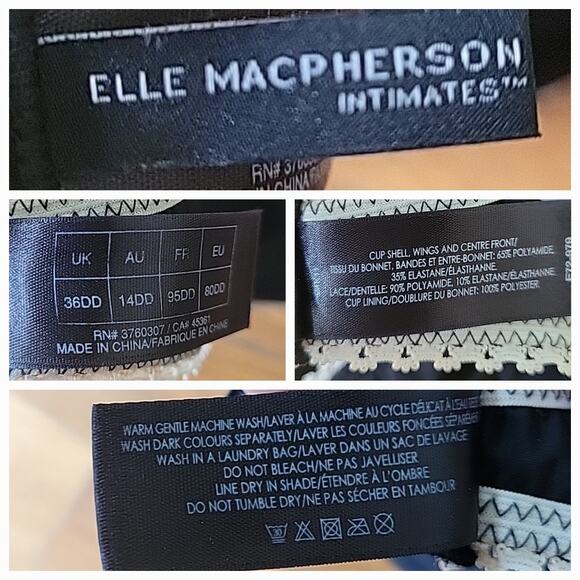 ELLE MACPHERSON
INTIMATES™
UK AU FR EU
36DD 14DD 95DD 80DD
RN# 3760307 / CA# 45361
MADE IN CHINA/FABRIQUE EN CHINE
CUP SHELL, WINGS AND CENTRE FRONT/
TISSU DU BONNET, BANDES ET ENTRE-BONNET: 65% POLYAMIDE,
35% ELASTANE/ÉLASTHANNE.
LACE/DENTELLE: 90% POLYAMIDE, 10% ELASTANE/ÉLASTHANNE.
CUP LINING/DOUBLURE DU BONNET: 100% POLYESTER.
WARM GENTLE MACHINE WASH/LAVER À LA MACHINE AU CYCLE DÉLICAT À L'EAU
WASH DARK COLOURS SEPARATELY/LAVER LES COULEURS FONCÉES SÉPARÉMENT
WASH IN A LAUNDRY BAG/LAVER DANS UN SAC DE LAVAGE
DO NOT BLEACH/NE PAS JAVELLISER
LINE DRY IN SHADE/ÉTENDRE À L'OMBRE
DO NOT TUMBLE DRY/NE PAS SÉCHER EN TAMBOUR